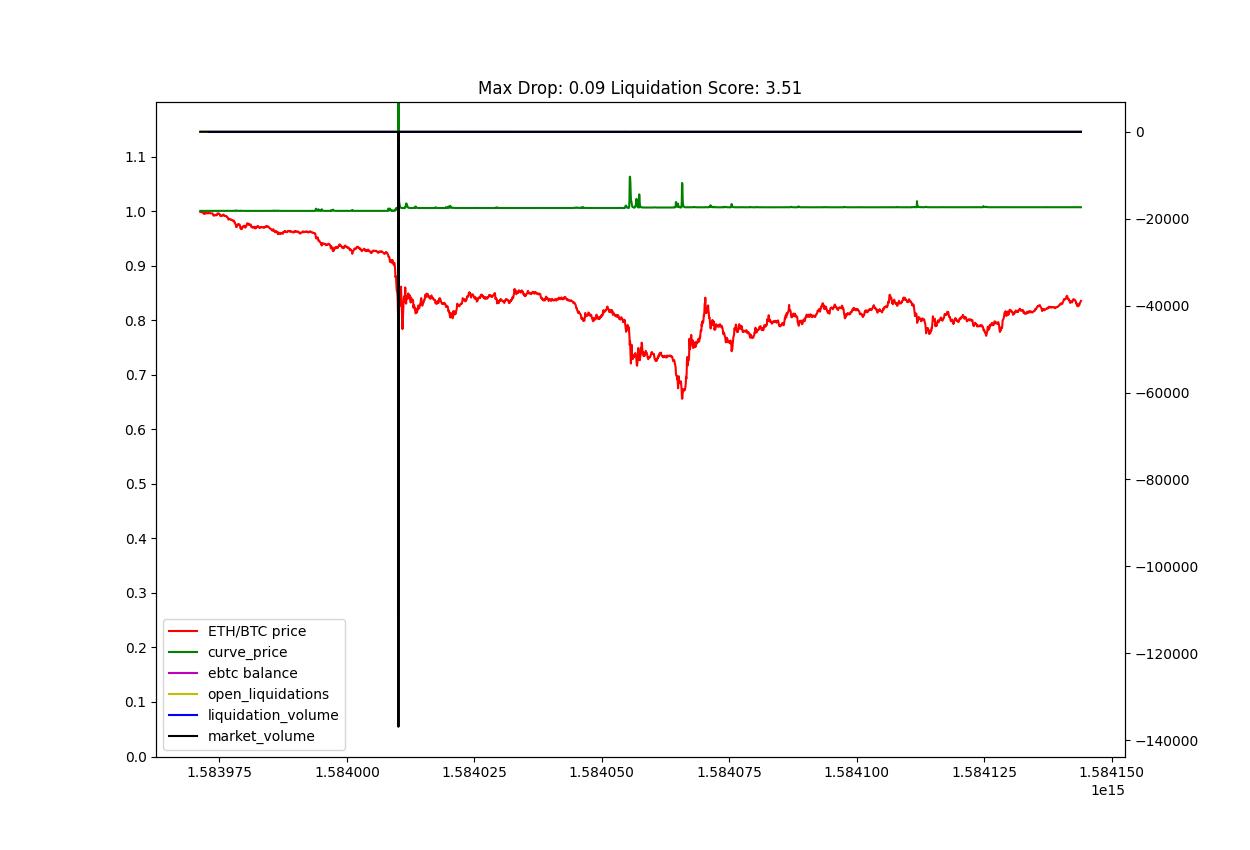 Max Drop: 0.09 Liquidation Score: 3.51
1.1
1.0
0.9
0.8
0.7
0.6
0.5
0.4
0.3
0.2
0.1
0.0
0
−20000
−40000
−60000
−80000
−100000
−120000
−140000
ETH/BTC price
curve_price
ebtc balance
open_liquidations
liquidation_volume
market_volume
1.583975 1.584000 1.584025 1.584050 1.584075 1.584100 1.584125 1.584150
1e15